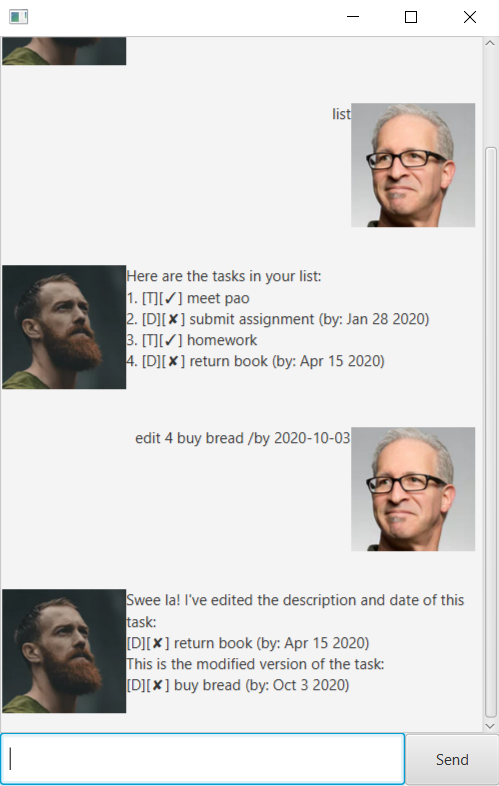 list
Here are the tasks in your list:
1. [T][✓] meet pao
2. [D][✘] submit assignment (by: Jan 28 2020)
3. [T][✓] homework
4. [D][✘] return book (by: Apr 15 2020)
edit 4 buy bread /by 2020-10-03
Swee la! I've edited the description and date of this
task:
[D][✘] return book (by: Apr 15 2020)
This is the modified version of the task:
[D][✘] buy bread (by: Oct 3 2020)
Send